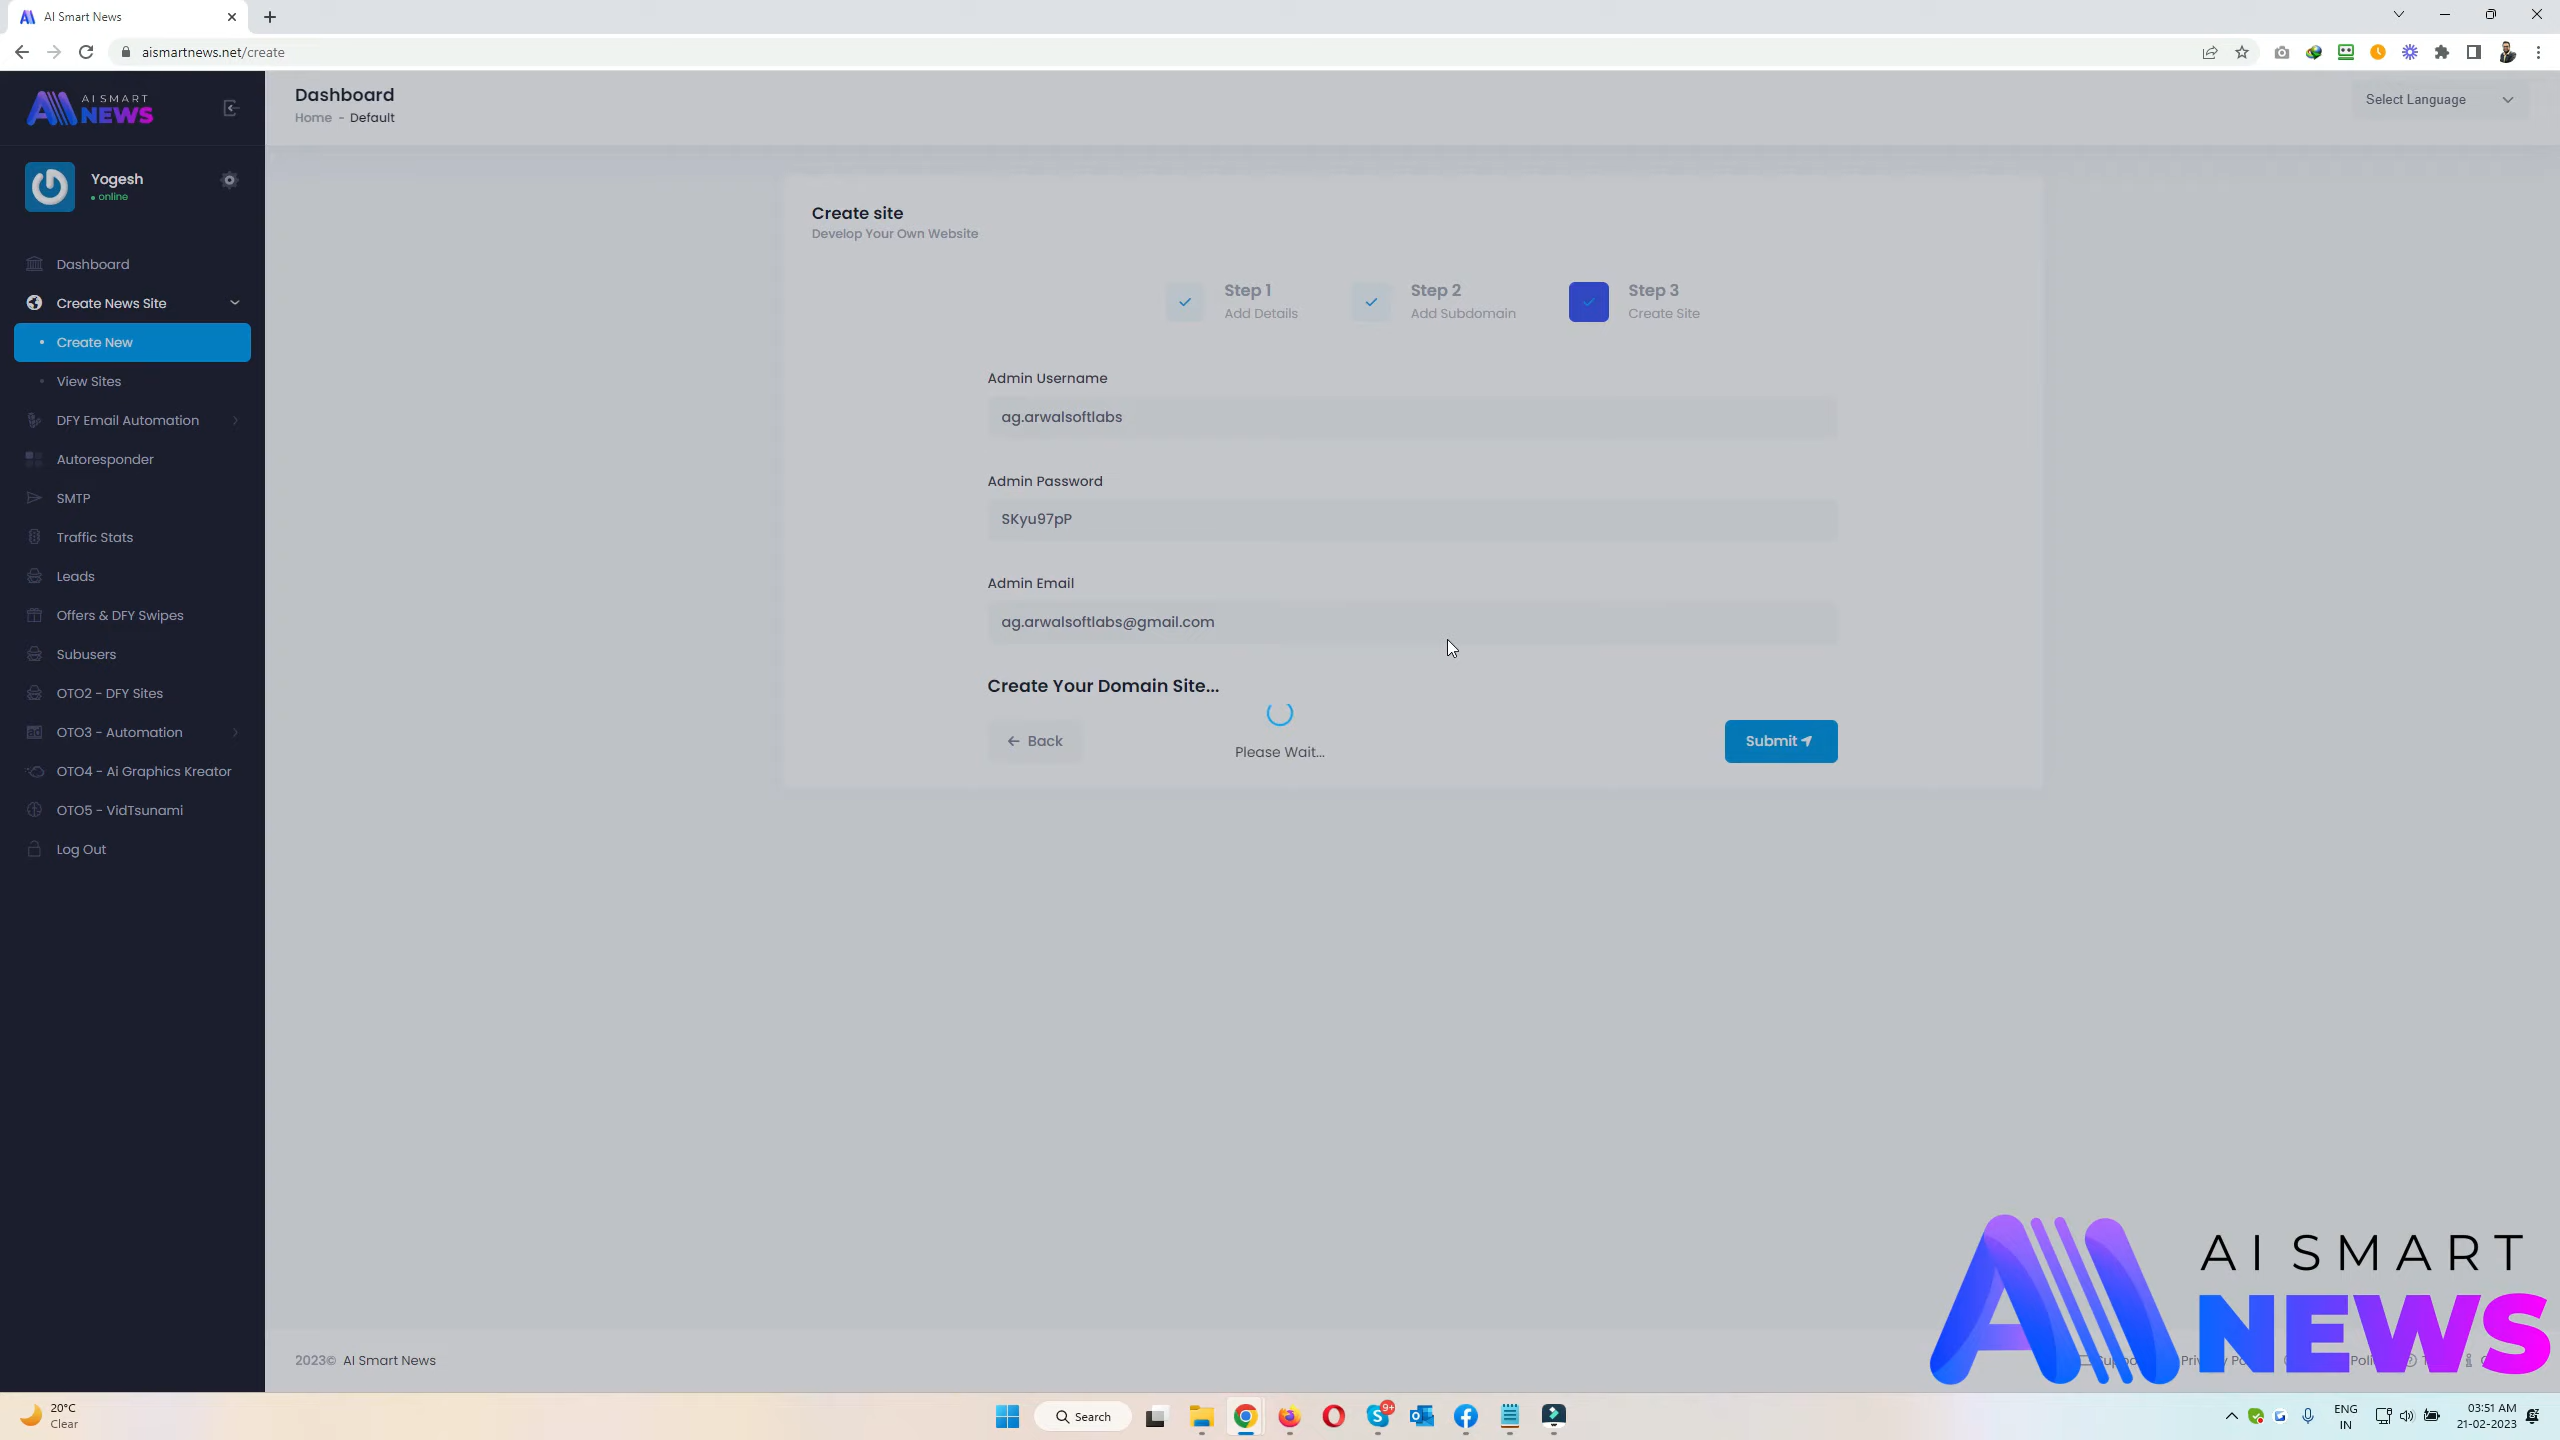 AI Smart News
aismartnews.net/create
AI SMART
NEWS
Dashboard
Home - Default
Select Language
Yogesh
online
Dashboard
Create News Site
Create New
View Sites
DFY Email Automation
Autoresponder
SMTP
Traffic Stats
Leads
Offers & DFY Swipes
Subusers
OTO2 - DFY Sites
OTO3 - Automation
OTO4 - Ai Graphics Kreator
OTO5 - VidTsunami
Log Out
Create site
Develop Your Own Website
Step 1
Add Details
Step 2
Add Subdomain
Step 3
Create Site
Admin Username
ag.arwalsoftlabs
Admin Password
SKyu97pP
Admin Email
ag.arwalsoftlabs@gmail.com
Create Your Domain Site...
Back
Please Wait...
Submit
AI SMART
NEWS
2023© AI Smart News
20°C
Clear
Search
9+
ENG
IN
03:51 AM
21-02-2023